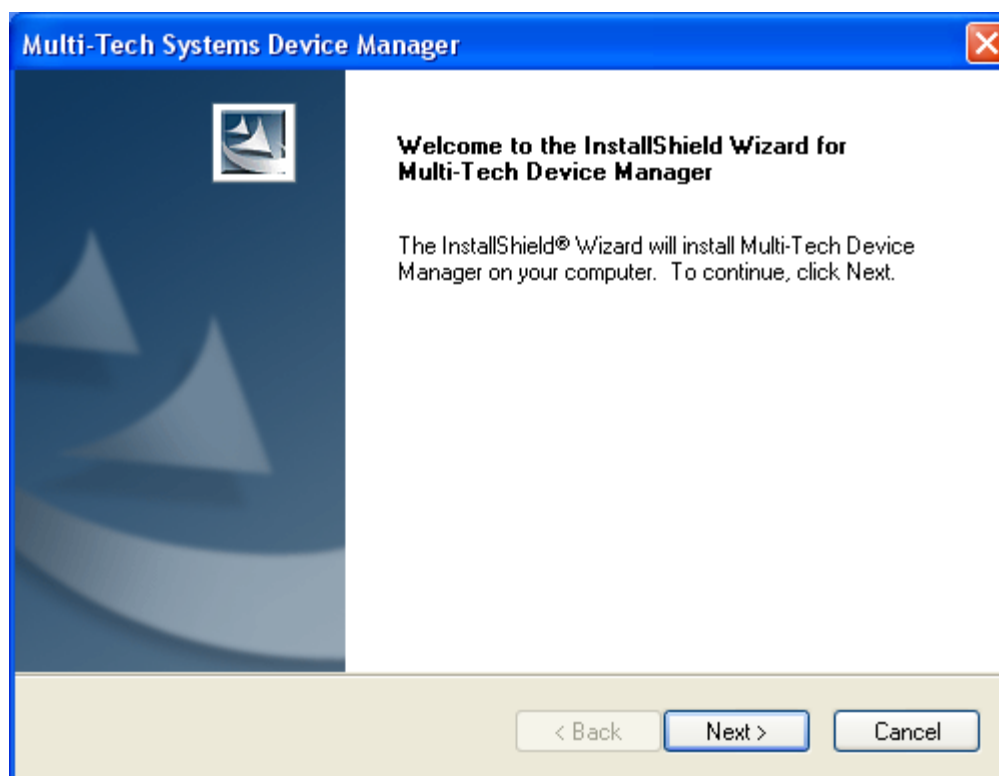 Multi-Tech Systems Device Manager
Welcome to the InstallShield Wizard for
Multi-Tech Device Manager
The InstallShield® Wizard will install Multi-Tech Device
Manager on your computer.  To continue, click Next.
< Back
Next >
Cancel